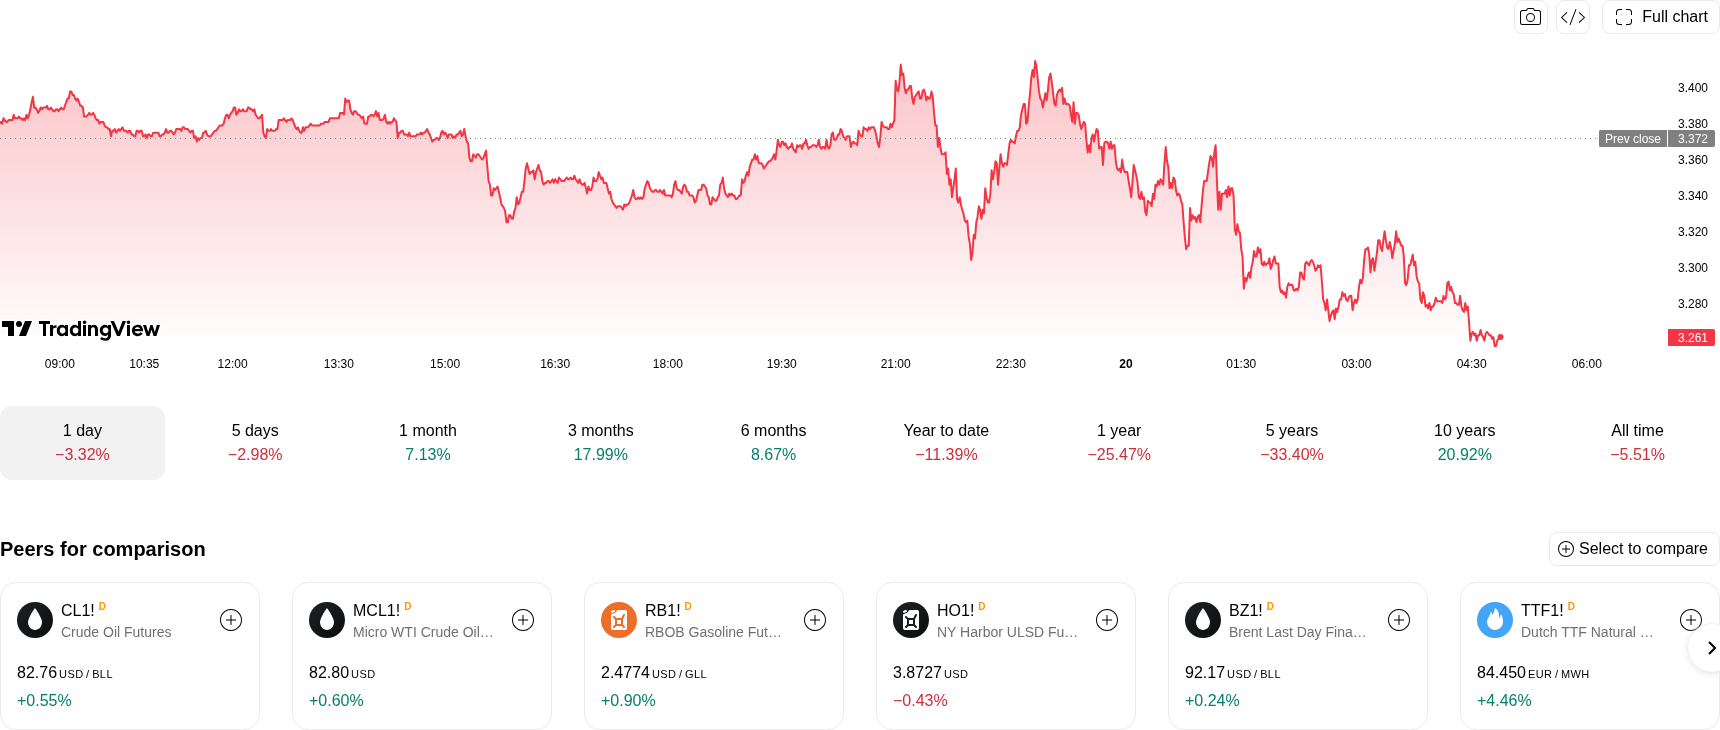 Full chart
3.400
3.380
Prev close 3.372
3.360
3.340
3.320
3.300
3.280
3.261
TradingView
09:00 10:35 12:00 13:30 15:00 16:30 18:00 19:30 21:00 22:30 20 01:30 03:00 04:30 06:00
1 day 5 days 1 month 3 months 6 months Year to date 1 year 5 years 10 years All time
−3.32% −2.98% 7.13% 17.99% 8.67% −11.39% −25.47% −33.40% 20.92% −5.51%
Peers for comparison
Select to compare
CL1! D
Crude Oil Futures
82.76 USD / BLL
+0.55%
MCL1! D
Micro WTI Crude Oil…
82.80 USD
+0.60%
RB1! D
RBOB Gasoline Fut…
2.4774 USD / GLL
+0.90%
HO1! D
NY Harbor ULSD Fu…
3.8727 USD
−0.43%
BZ1! D
Brent Last Day Fina…
92.17 USD / BLL
+0.24%
TTF1! D
Dutch TTF Natural …
84.450 EUR / MWH
+4.46%